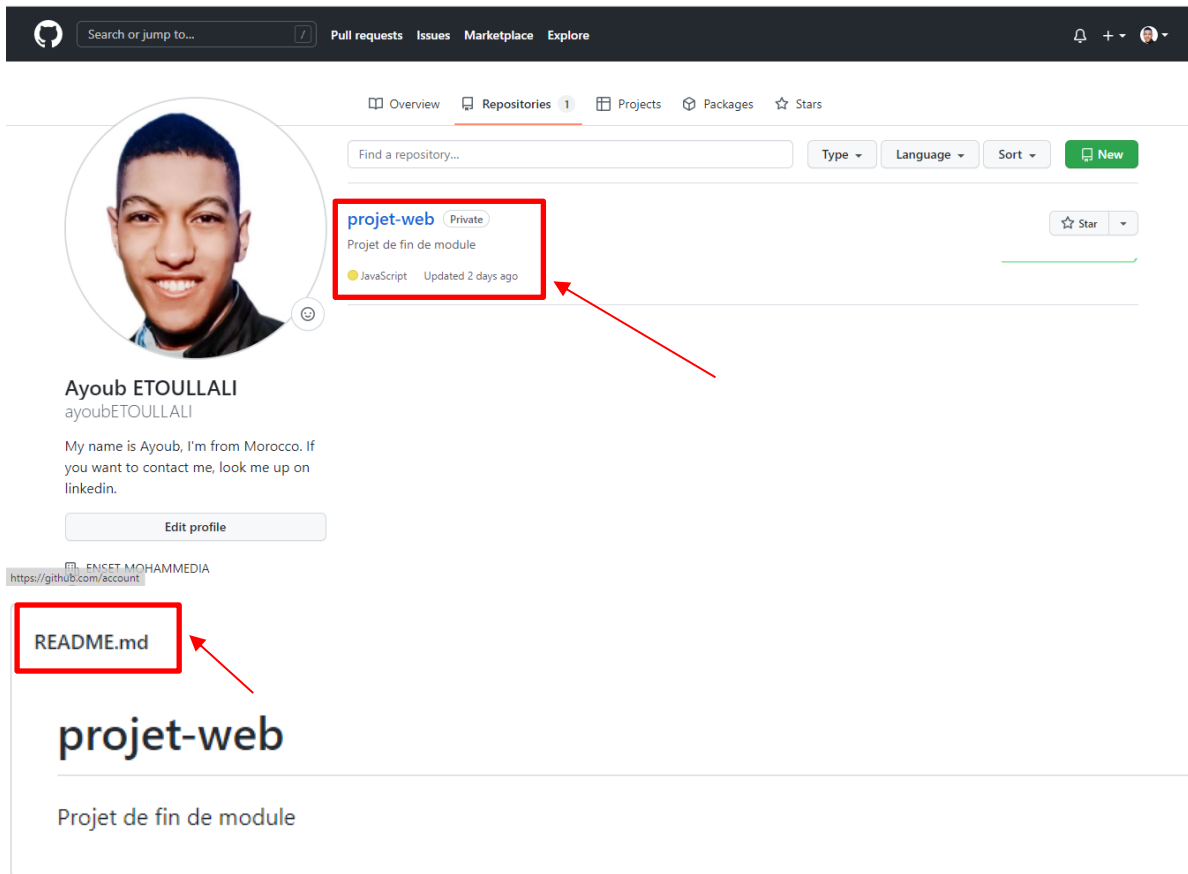 Search or jump to... /
Pull requests Issues Marketplace Explore
Overview Repositories 1 Projects Packages Stars
Find a repository...
Type Language Sort New
projet-web Private
Star
Projet de fin de module
JavaScript Updated 2 days ago
Ayoub ETOULLALI
ayoubETOULLALI
My name is Ayoub, I'm from Morocco. If
you want to contact me, look me up on
linkedin.
Edit profile
ENSET MOHAMMEDIA
https://github.com/account
README.md
projet-web
Projet de fin de module